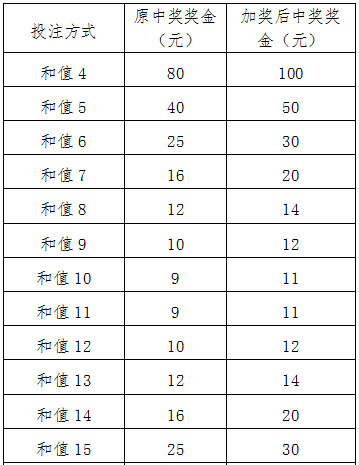 投注方式 原中奖奖金（元） 加奖后中奖奖金（元）
和值 4 80 100
和值 5 40 50
和值 6 25 30
和值 7 16 20
和值 8 12 14
和值 9 10 12
和值 10 9 11
和值 11 9 11
和值 12 10 12
和值 13 12 14
和值 14 16 20
和值 15 25 30